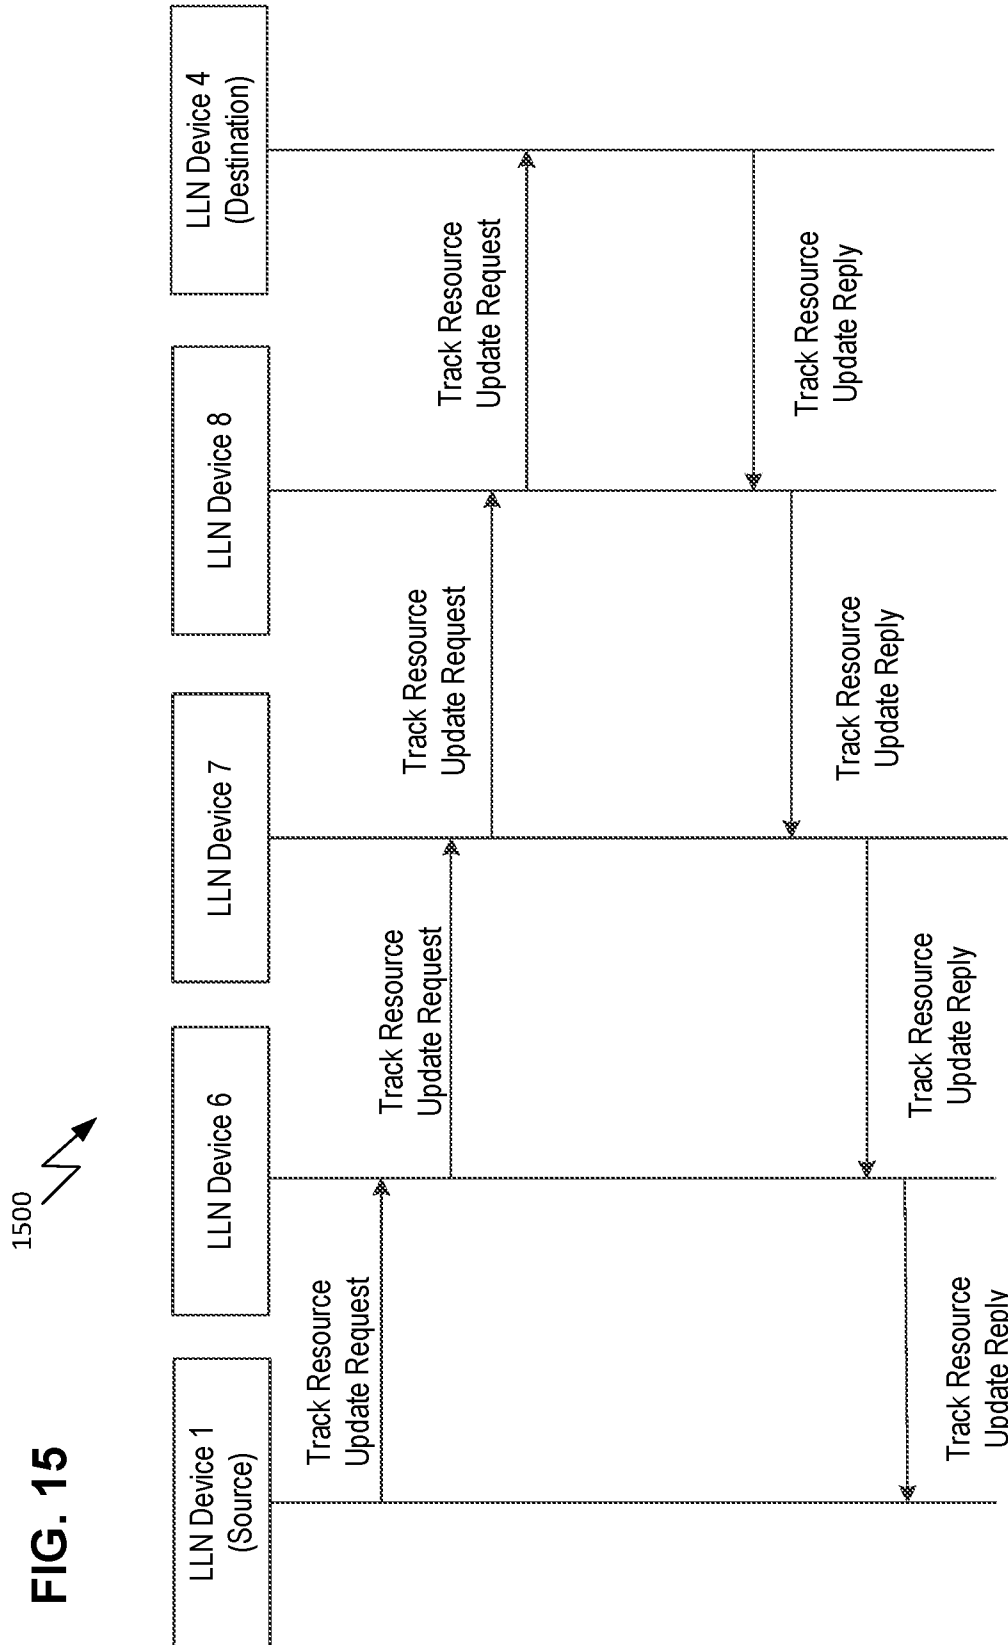 FIG. 15
1500
LLN Device 1
(Source)
LLN Device 6
LLN Device 7
LLN Device 8
LLN Device 4
(Destination)
Track Resource
Update Request
Track Resource
Update Request
Track Resource
Update Request
Track Resource
Update Request
Track Resource
Update Reply
Track Resource
Update Reply
Track Resource
Update Reply
Track Resource
Update Reply